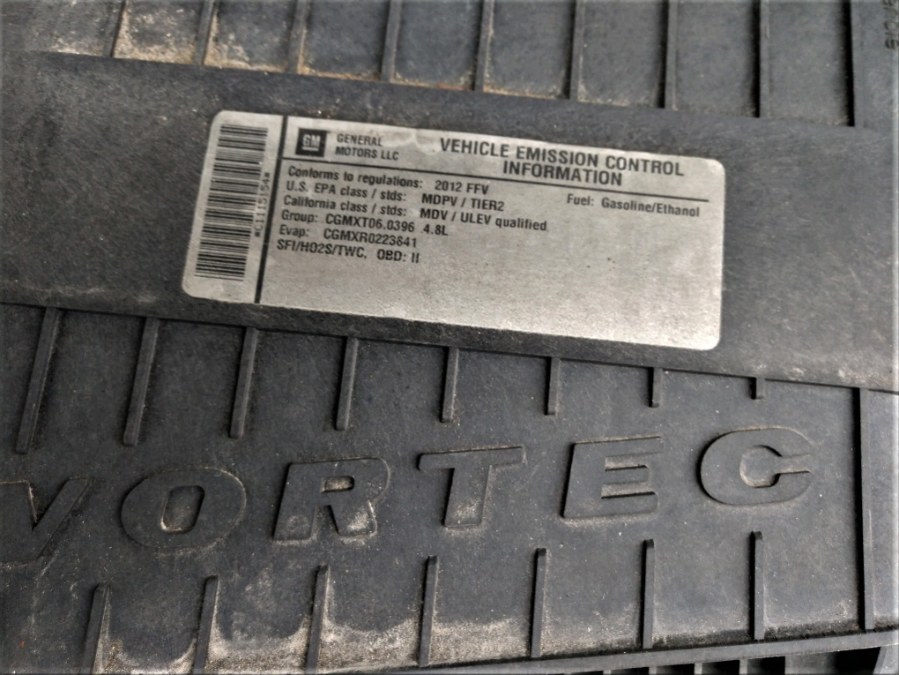 GM GENERAL MOTORS LLC
VEHICLE EMISSION CONTROL
INFORMATION
Conforms to regulations: 2012 FFV Fuel: Gasoline/Ethanol
U.S. EPA class / stds: MDPV / TIER2
California class / stds: MDV / ULEV qualified
Group: CGMXT06.0396 4.8L
Evap: CGMXR0223841
SFI/HO2S/TWC, OBD: II
VORTEC